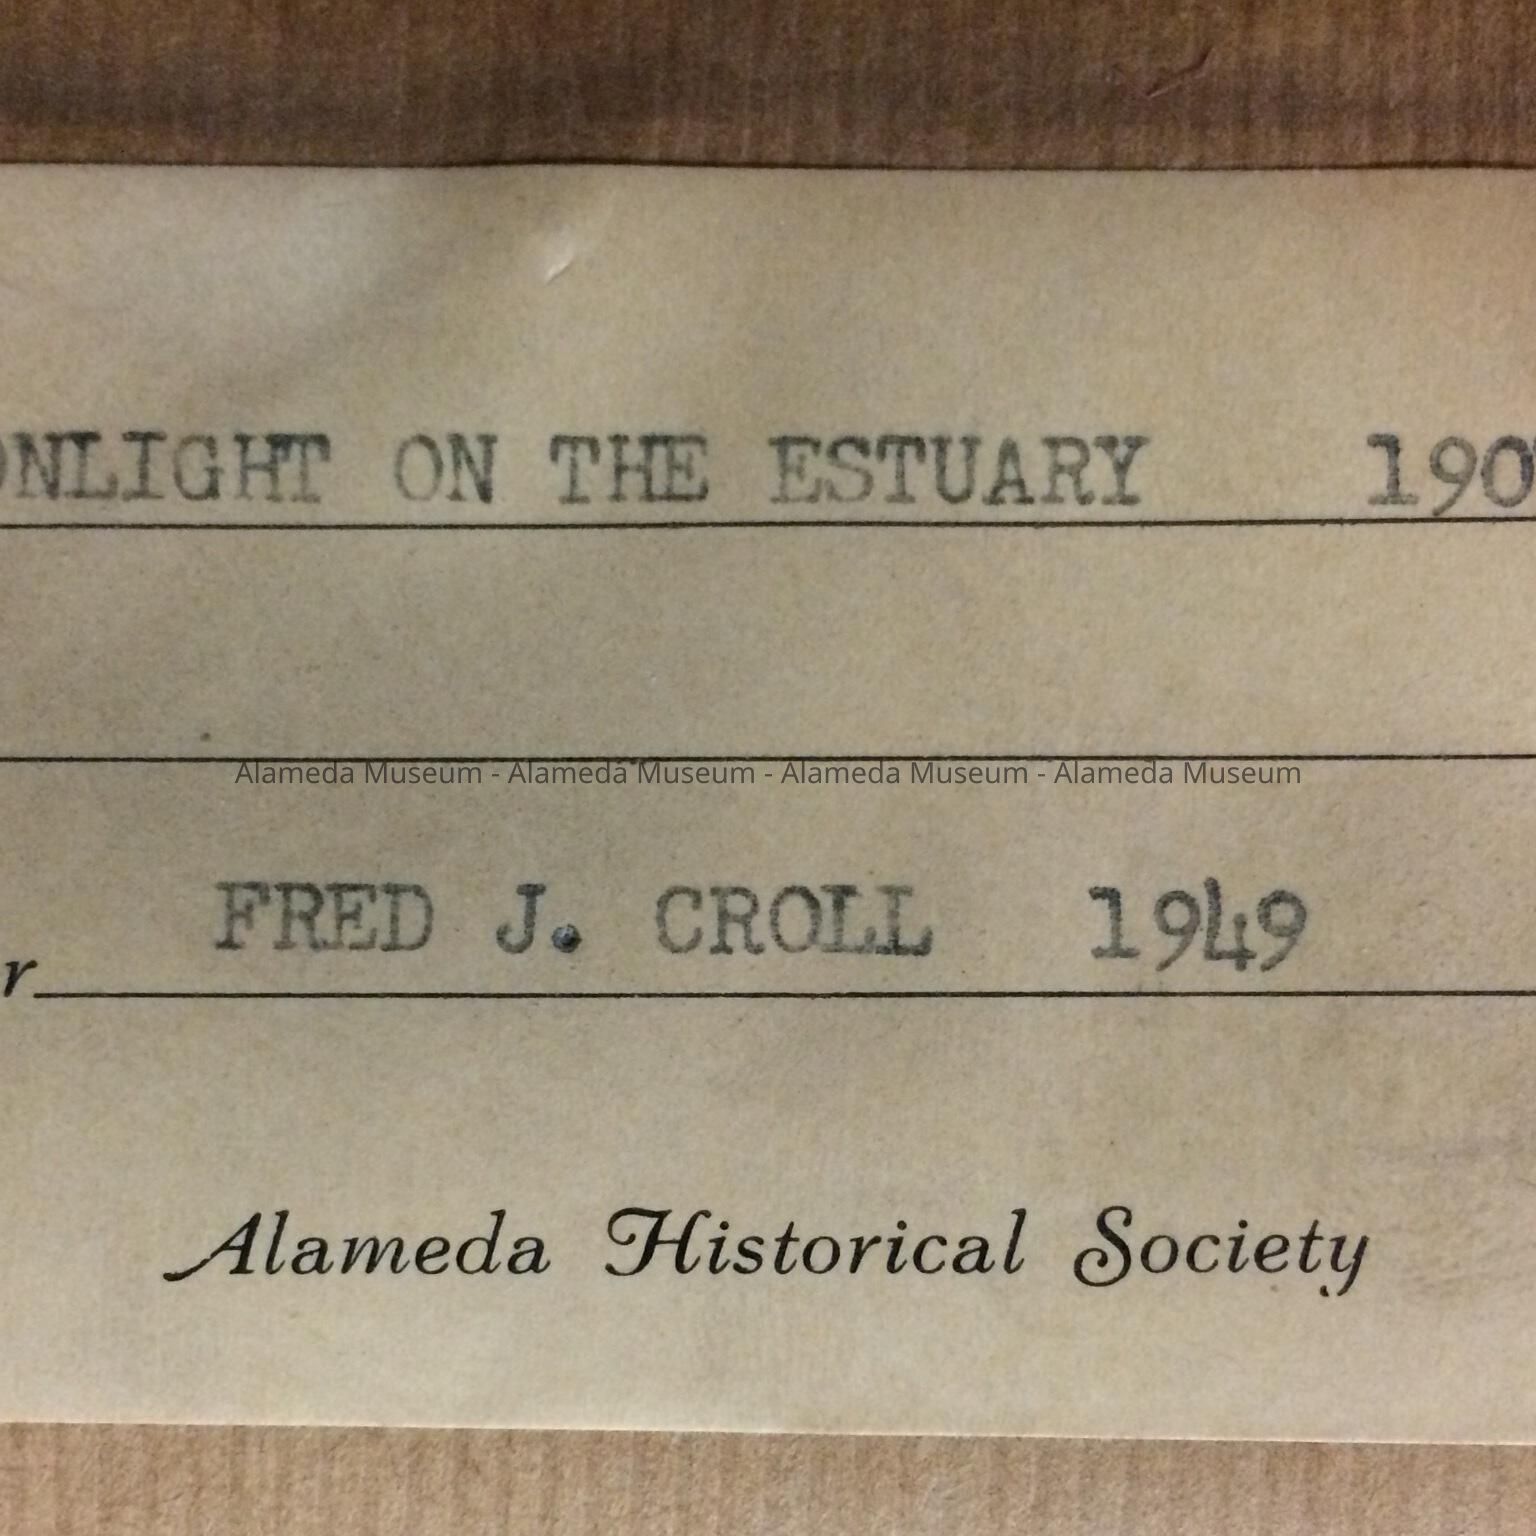 ONLIGHT ON THE ESTUARY 190
Alameda Museum - Alameda Museum - Alameda Museum - Alameda Museum
r FRED J. CROLL 1949
Alameda Historical Society